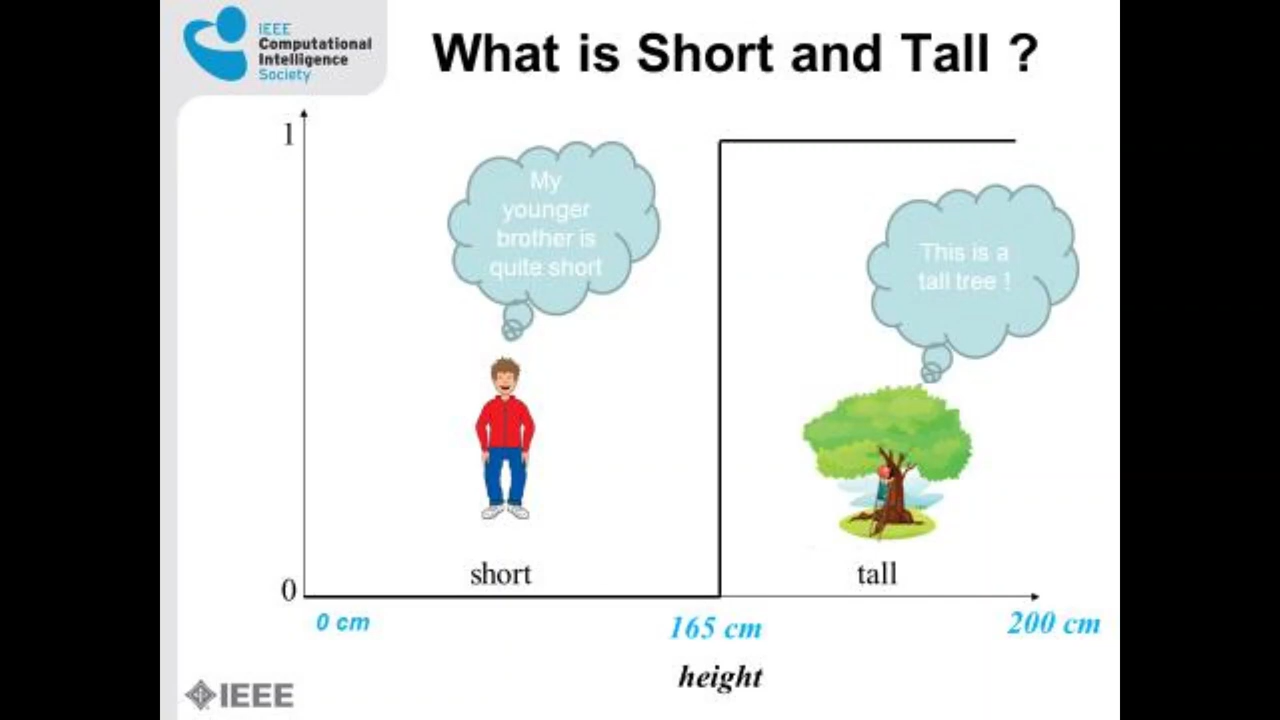 IEEE
Computational
Intelligence
Society
What is Short and Tall ?
1
My
younger
brother is
quite short
This is a
tall tree !
short
tall
0
0 cm
165 cm
200 cm
height
IEEE